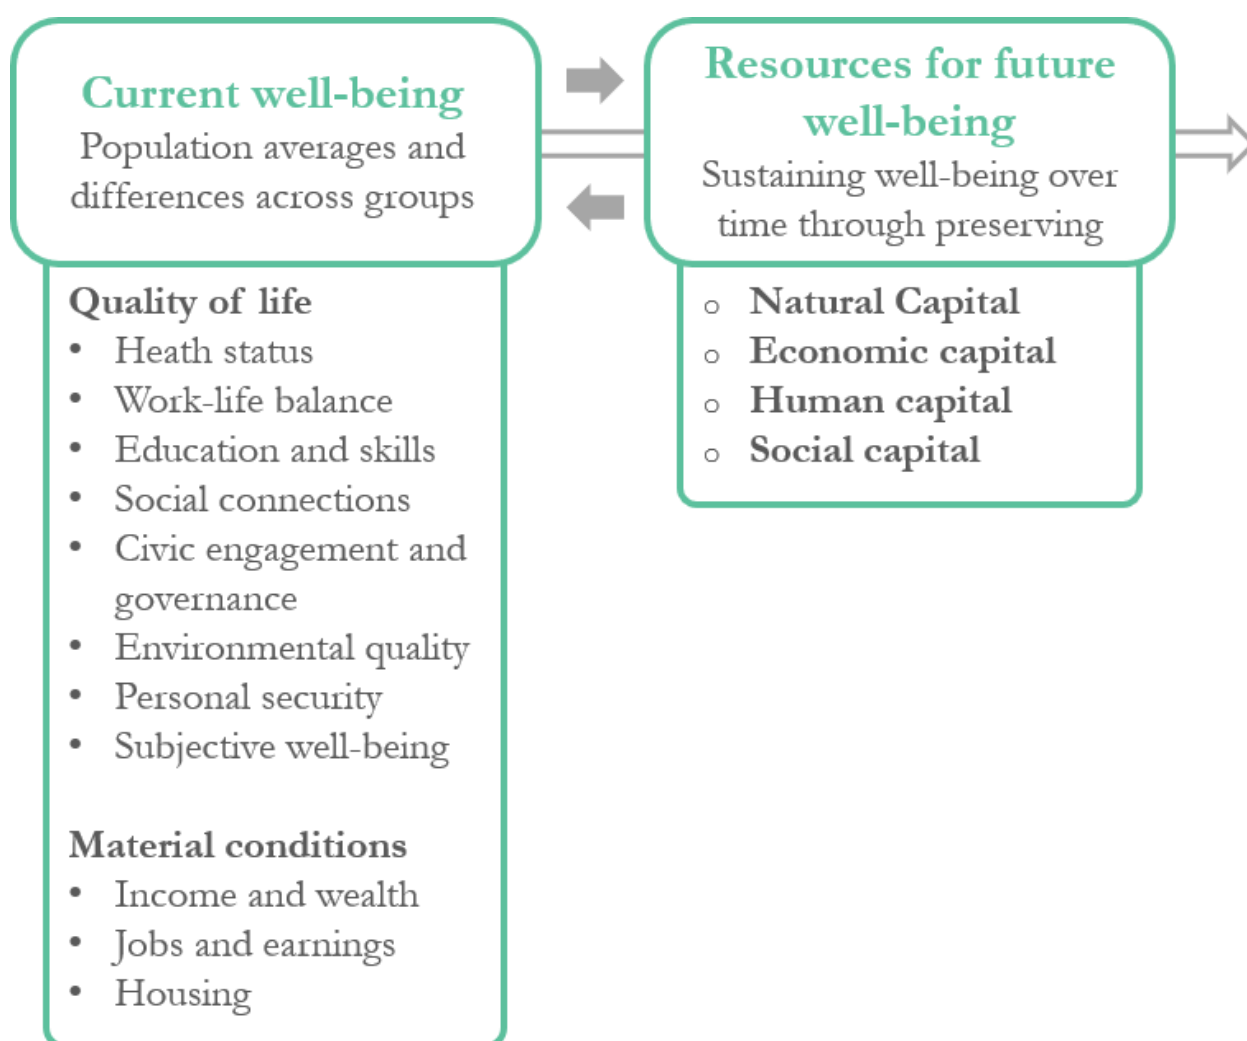 Current well-being
Population averages and
differences across groups
Quality of life
• Heath status
• Work-life balance
• Education and skills
• Social connections
• Civic engagement and
governance
• Environmental quality
• Personal security
• Subjective well-being
Material conditions
• Income and wealth
• Jobs and earnings
• Housing
Resources for future
well-being
Sustaining well-being over
time through preserving
o Natural Capital
o Economic capital
o Human capital
o Social capital